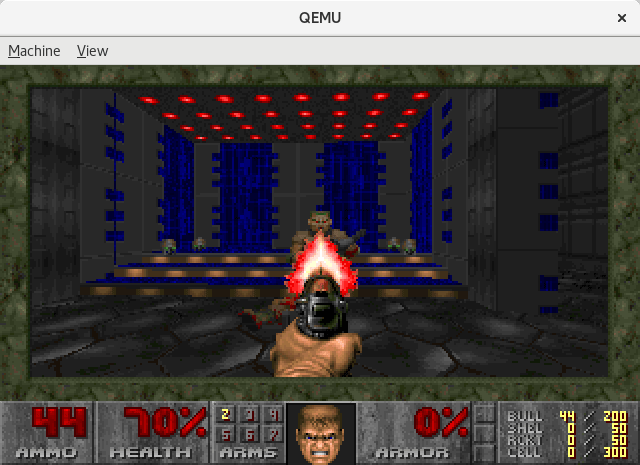 QEMU
Machine View
44 70% 2 3 4 0% BULL 44 / 200
5 6 7 SHEL 0 / 50
RCKT 0 / 50
AMMO HEALTH ARMS ARMOR CELL 0 / 300